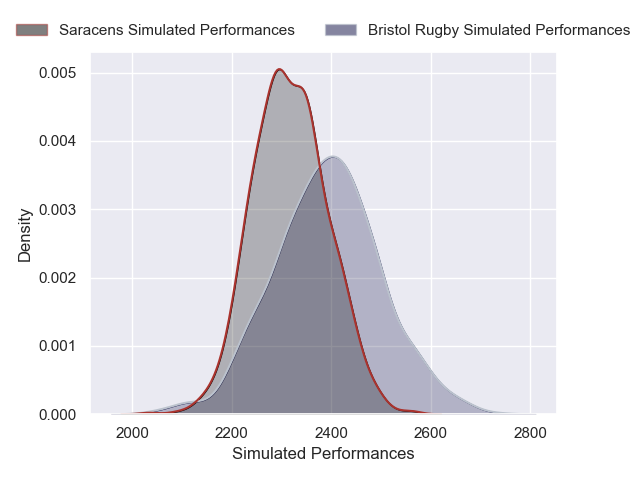 Saracens Simulated Performances
Bristol Rugby Simulated Performances
0.005
0.004
0.003
0.002
0.001
0.000
Density
2000 2200 2400 2600 2800
Simulated Performances